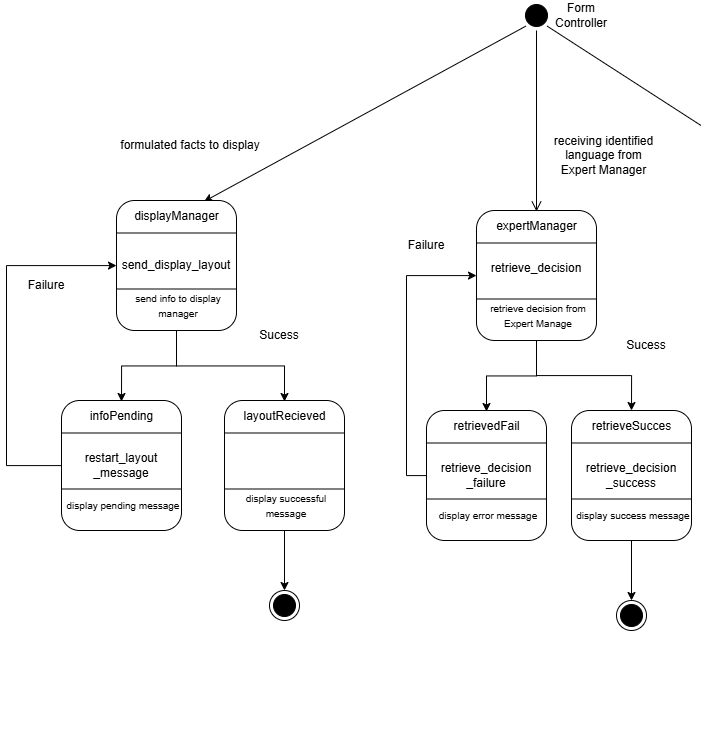 Form
Controller
formulated facts to display
receiving identified
language from
Expert Manager
displayManager
send_display_layout
send info to display
manager
Failure
Sucess
infoPending
restart_layout
_message
display pending message
layoutRecieved
display successful
message
expertManager
retrieve_decision
retrieve decision from
Expert Manage
Failure
Sucess
retrievedFail
retrieve_decision
_failure
display error message
retrieveSucces
retrieve_decision
_success
display success message